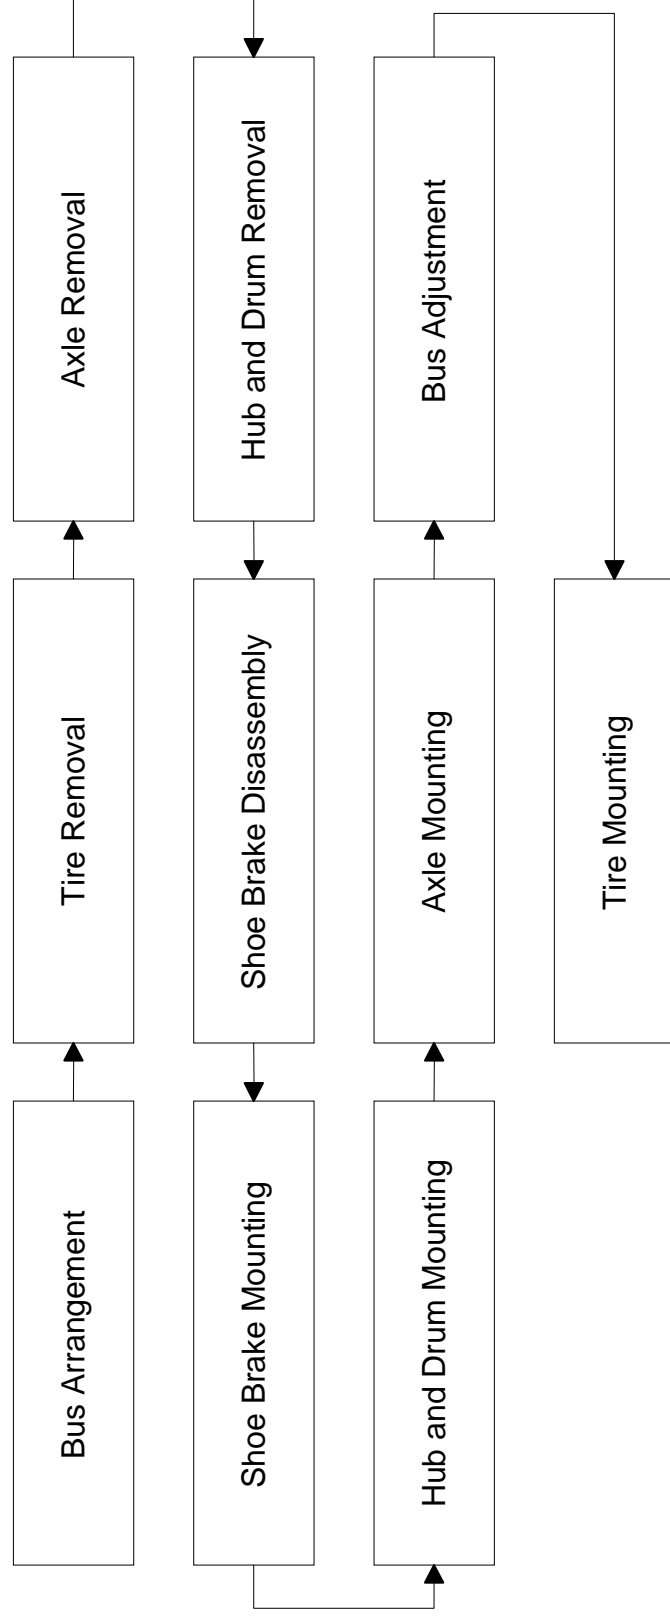 Bus Arrangement
Tire Removal
Axle Removal
Hub and Drum Removal
Shoe Brake Disassembly
Shoe Brake Mounting
Hub and Drum Mounting
Axle Mounting
Bus Adjustment
Tire Mounting